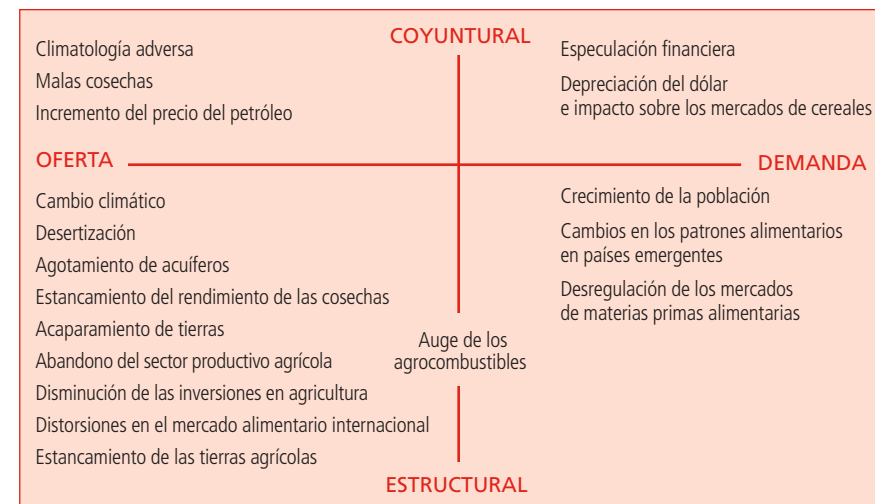 COYUNTURAL
Climatología adversa
Malas cosechas
Incremento del precio del petróleo
Especulación financiera
Depreciación del dólar
e impacto sobre los mercados de cereales
OFERTA
DEMANDA
Cambio climático
Desertización
Agotamiento de acuíferos
Estancamiento del rendimiento de las cosechas
Acaparamiento de tierras
Abandono del sector productivo agrícola
Disminución de las inversiones en agricultura
Distorsiones en el mercado alimentario internacional
Estancamiento de las tierras agrícolas
Auge de los
agrocombustibles
Crecimiento de la población
Cambios en los patrones alimentarios
en países emergentes
Desregulación de los mercados
de materias primas alimentarias
ESTRUCTURAL